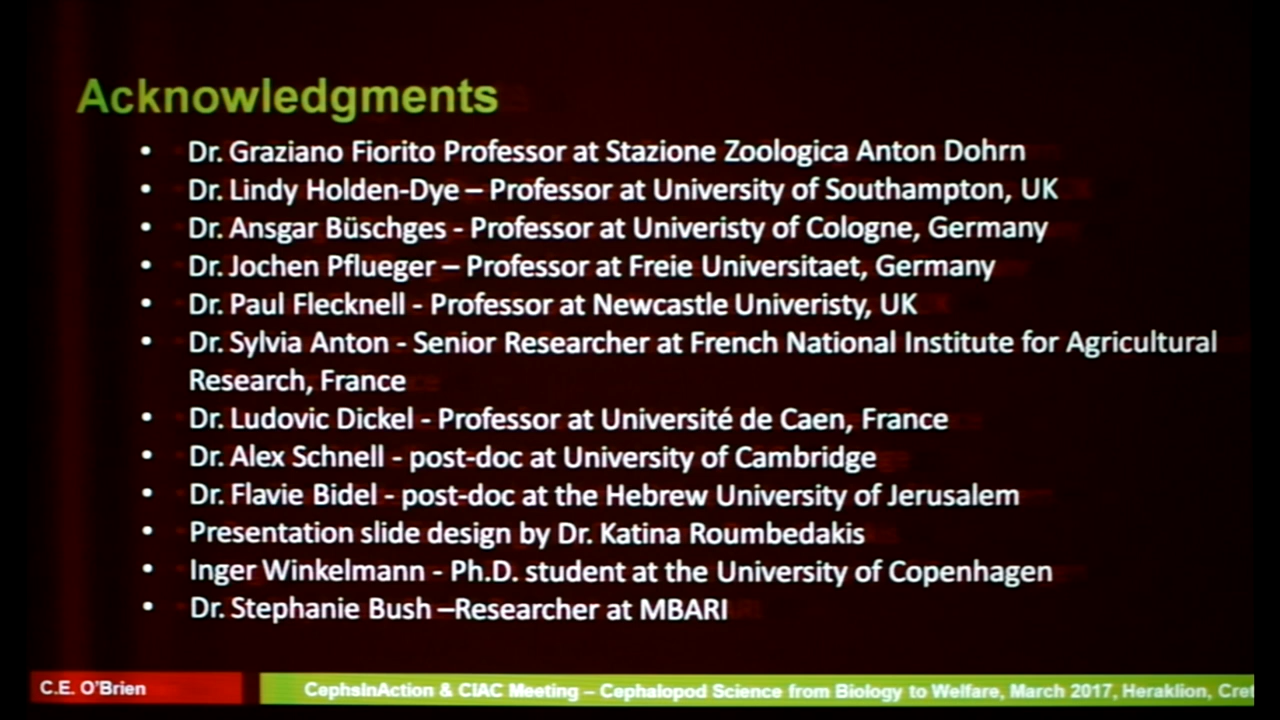 Acknowledgments
• Dr. Graziano Fiorito Professor at Stazione Zoologica Anton Dohrn
• Dr. Lindy Holden-Dye – Professor at University of Southampton, UK
• Dr. Ansgar Büschges - Professor at Univeristy of Cologne, Germany
• Dr. Jochen Pflueger – Professor at Freie Universitaet, Germany
• Dr. Paul Flecknell - Professor at Newcastle Univeristy, UK
• Dr. Sylvia Anton - Senior Researcher at French National Institute for Agricultural
Research, France
• Dr. Ludovic Dickel - Professor at Université de Caen, France
• Dr. Alex Schnell - post-doc at University of Cambridge
• Dr. Flavie Bidel - post-doc at the Hebrew University of Jerusalem
• Presentation slide design by Dr. Katina Roumbedakis
• Inger Winkelmann - Ph.D. student at the University of Copenhagen
• Dr. Stephanie Bush –Researcher at MBARI
C.E. O'Brien
CephsInAction & CIAC Meeting – Cephalopod Science from Biology to Welfare, March 2017, Heraklion,